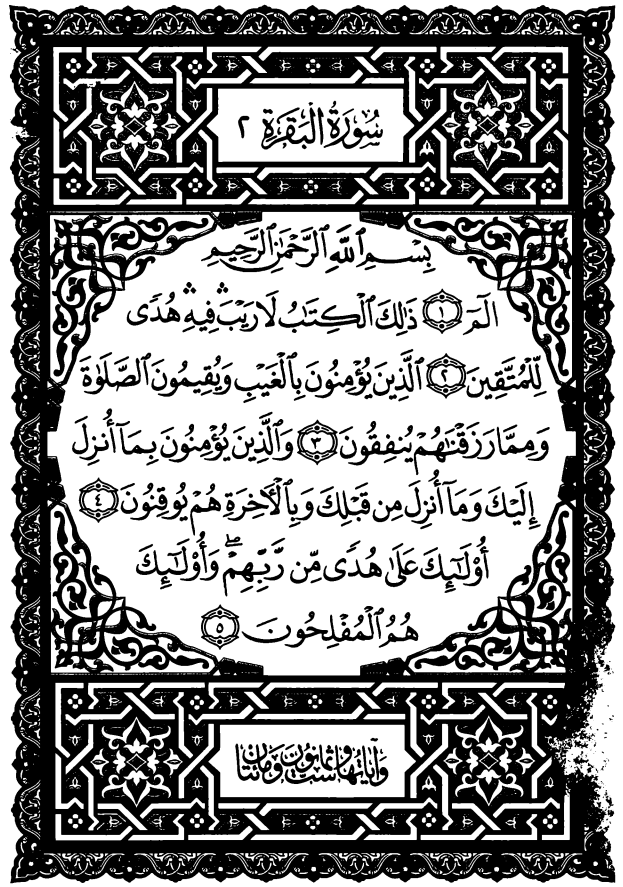 سُورَةُ الْبَقَرَةِ ٢
بِسْمِ ٱللَّهِ ٱلرَّحْمَٰنِ ٱلرَّحِيمِ
الٓمٓ ۝١ ذَٰلِكَ ٱلْكِتَٰبُ لَا رَيْبَ ۛ فِيهِ ۛ هُدًى
لِّلْمُتَّقِينَ ۝٢ ٱلَّذِينَ يُؤْمِنُونَ بِٱلْغَيْبِ وَيُقِيمُونَ ٱلصَّلَوٰةَ
وَمِمَّا رَزَقْنَٰهُمْ يُنفِقُونَ ۝٣ وَٱلَّذِينَ يُؤْمِنُونَ بِمَآ أُنزِلَ
إِلَيْكَ وَمَآ أُنزِلَ مِن قَبْلِكَ وَبِٱلْأَخِرَةِ هُمْ يُوقِنُونَ ۝٤
أُو۟لَٰٓئِكَ عَلَىٰ هُدًى مِّن رَّبِّهِمْ ۖ وَأُو۟لَٰٓئِكَ
هُمُ ٱلْمُفْلِحُونَ ۝٥
وَآيَاتُهَا سِتٌّ وَثَمَانُونَ وَمِائَتَانِ